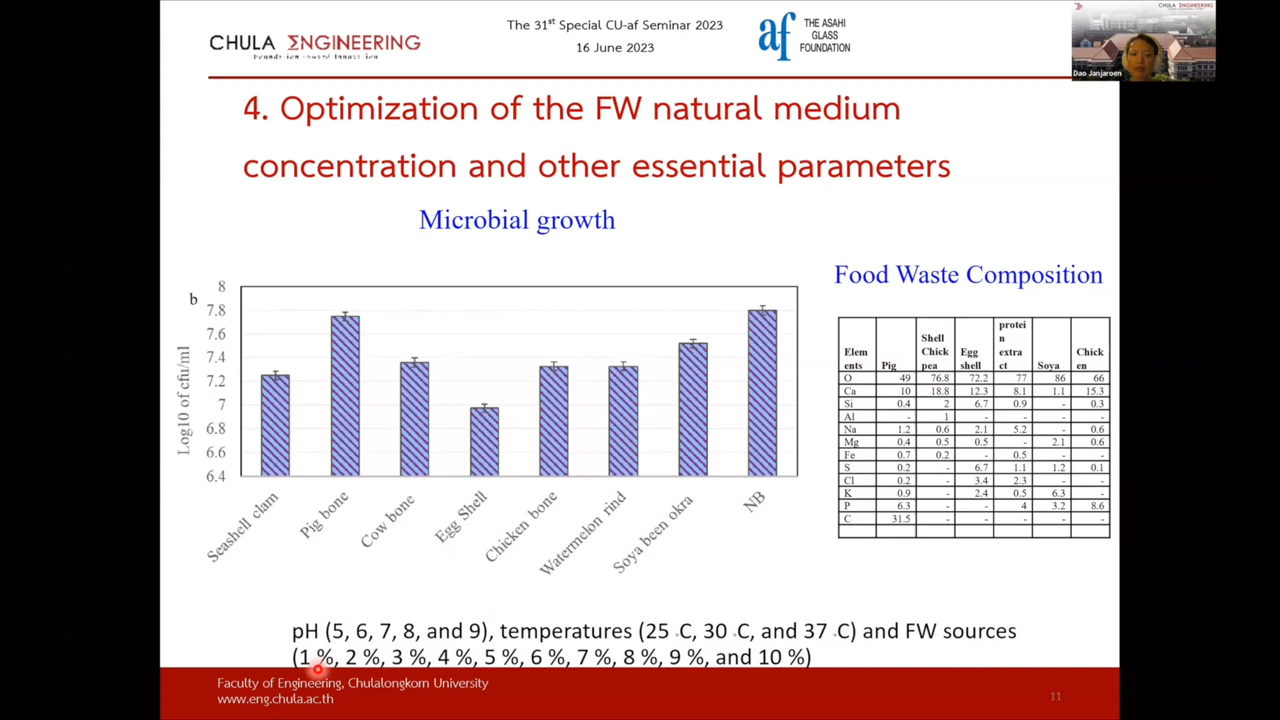 CHULA ΣNGINEERING
Foundation toward Innovation
The 31st Special CU-af Seminar 2023
16 June 2023
af
THE ASAHI
GLASS
FOUNDATION
CHULA ΣNGINEERING
Dao Janjaroen
4. Optimization of the FW natural medium
concentration and other essential parameters
Microbial growth
Food Waste Composition
b
Log10 of cfu/ml
8
7.8
7.6
7.4
7.2
7
6.8
6.6
6.4
Seashell clam
Pig bone
Cow bone
Egg Shell
Chicken bone
Watermelon rind
Soya been okra
NB
Elem ents Pig Shell Chick pea Egg shell protei n extra ct Soya Chick en
O 49 76.8 72.2 77 86 66
Ca 10 18.8 12.3 8.1 1.1 15.3
Si 0.4 2 6.7 0.9 - 0.3
Al - 1 - - - -
Na 1.2 0.6 2.1 5.2 - 0.6
Mg 0.4 0.5 0.5 - 2.1 0.6
Fe 0.7 0.2 - 0.5 - -
S 0.2 - 6.7 1.1 1.2 0.1
Cl 0.2 - 3.4 2.3 - -
K 0.9 - 2.4 0.5 6.3 -
P 6.3 - - 4 3.2 8.6
C 31.5 - - - - -
pH (5, 6, 7, 8, and 9), temperatures (25 °C, 30 °C, and 37 °C) and FW sources
(1 %, 2 %, 3 %, 4 %, 5 %, 6 %, 7 %, 8 %, 9 %, and 10 %)
Faculty of Engineering, Chulalongkorn University
www.eng.chula.ac.th
11